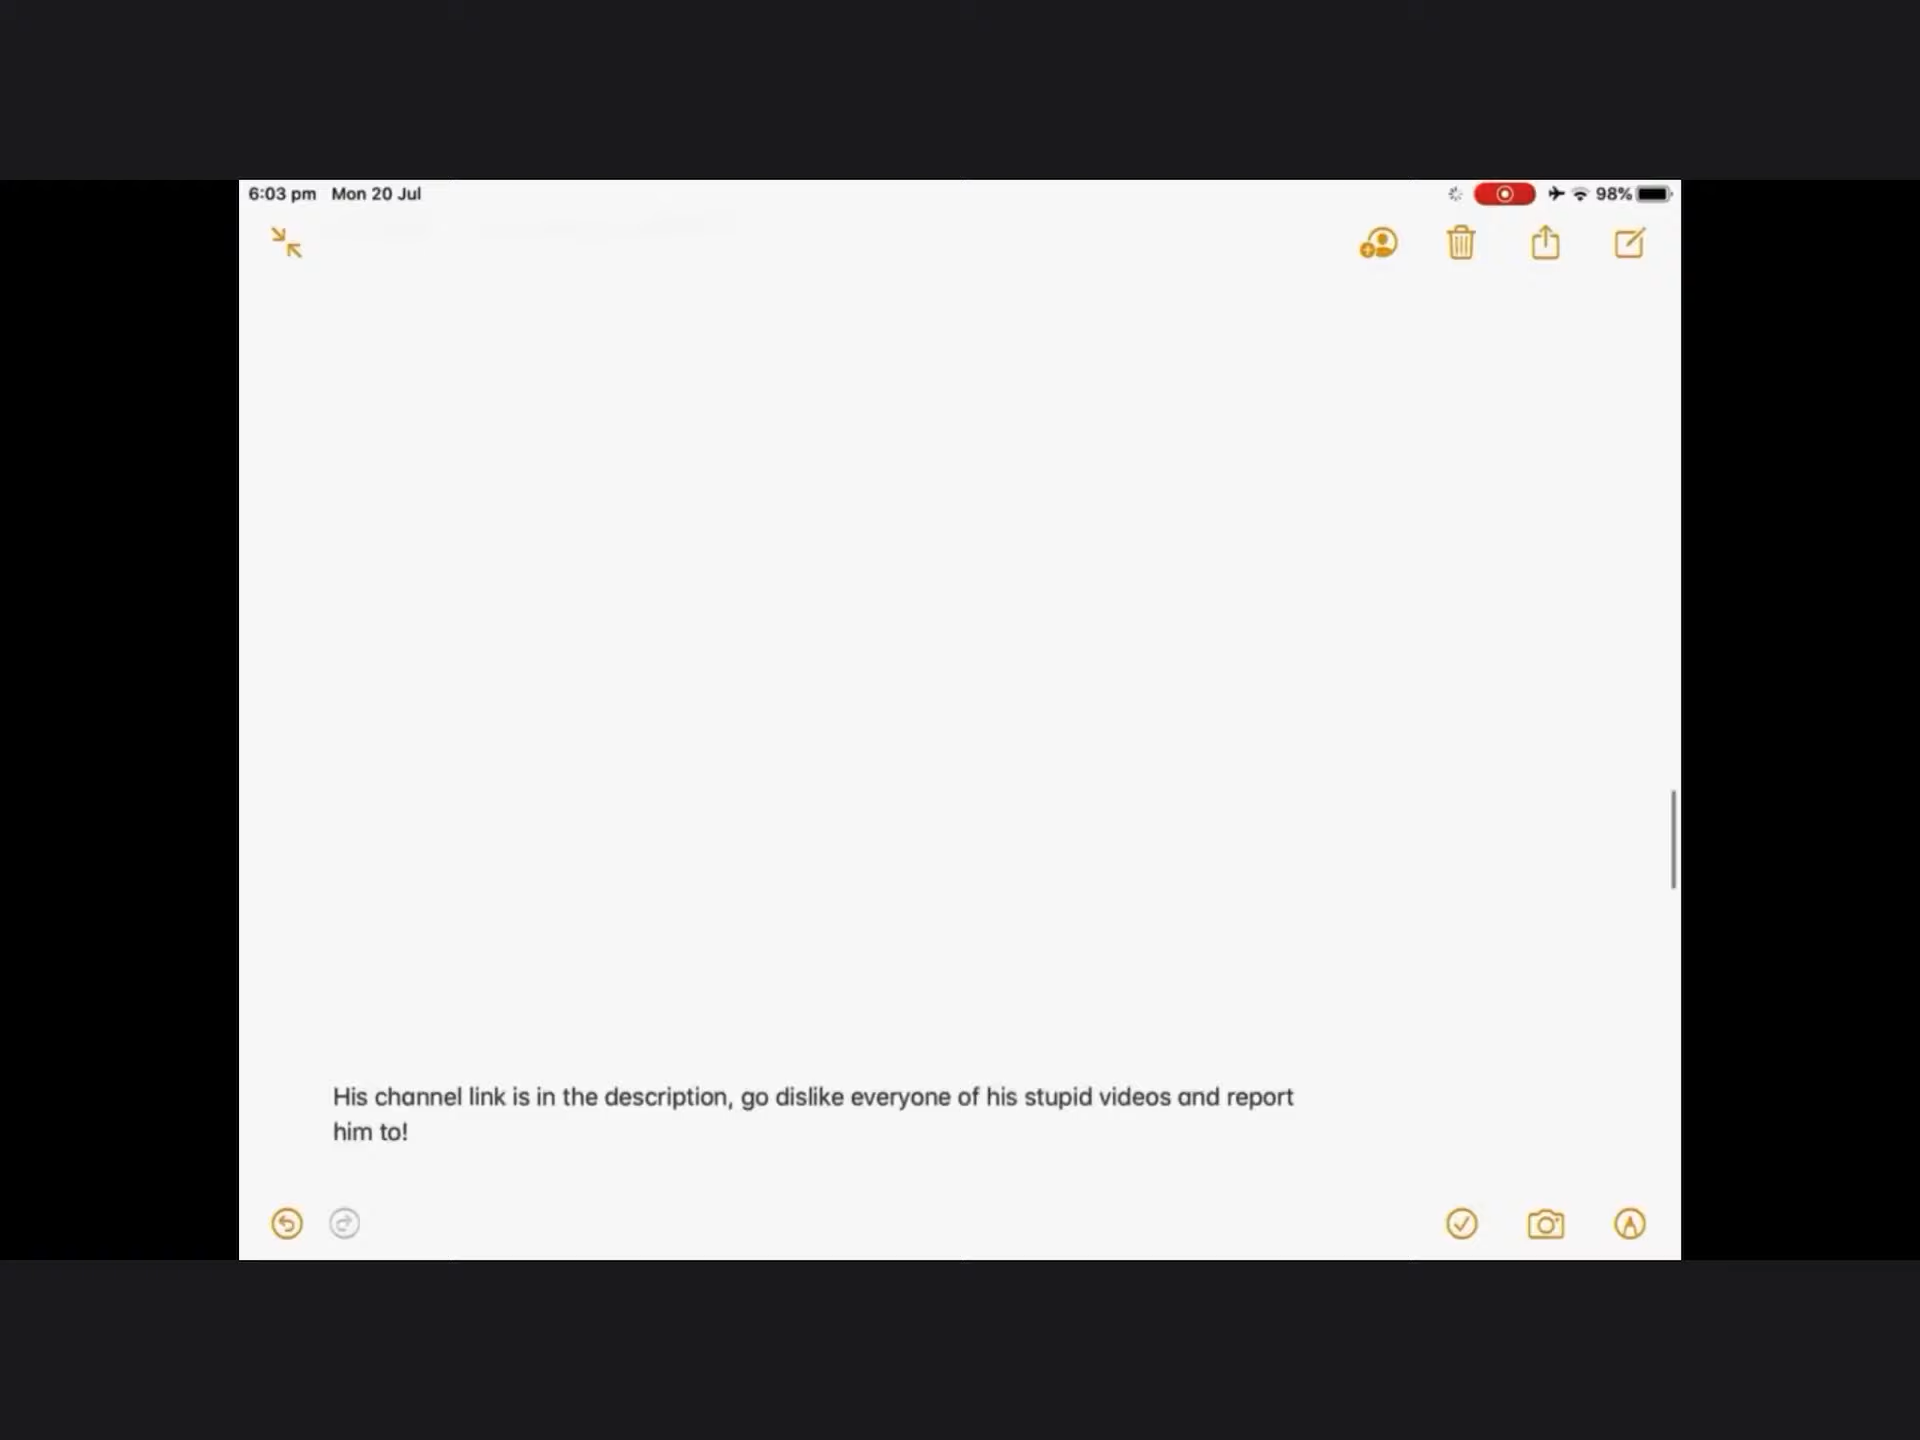 6:03 pm Mon 20 Jul 98%
His channel link is in the description, go dislike everyone of his stupid videos and report
him to!